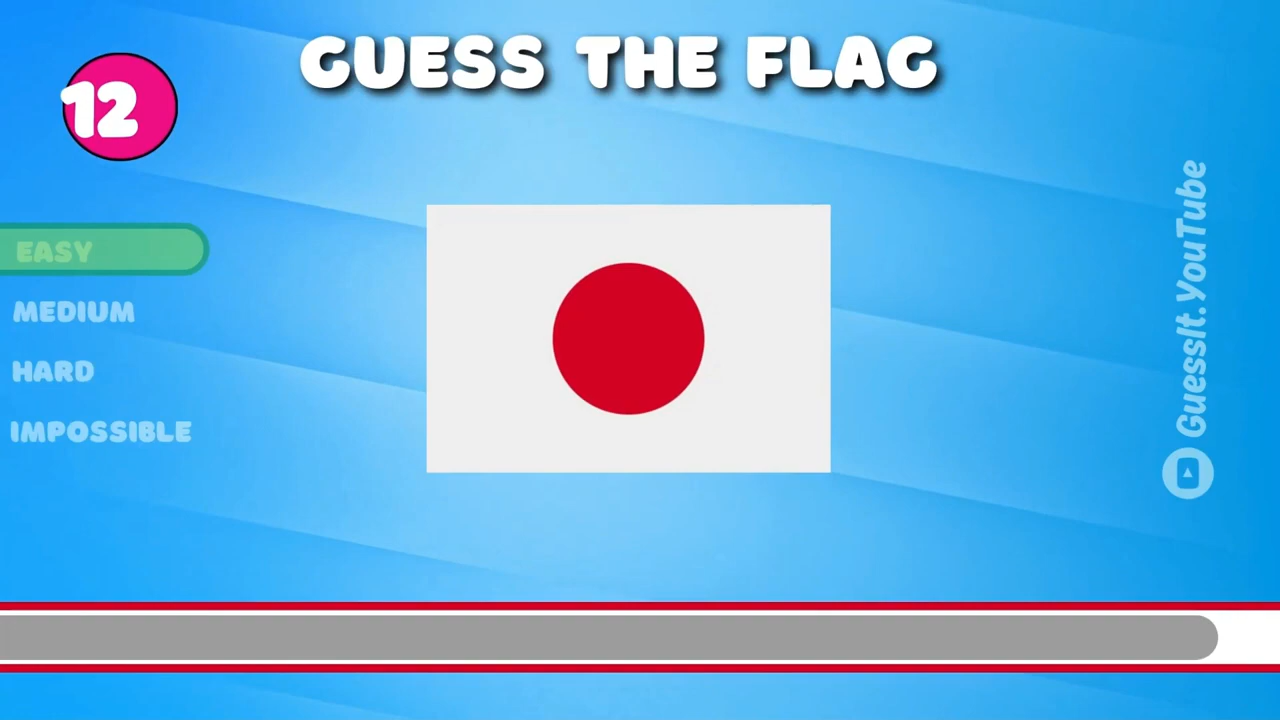 GUESS THE FLAG
12
EASY
MEDIUM
HARD
IMPOSSIBLE
GuessIt.YouTube